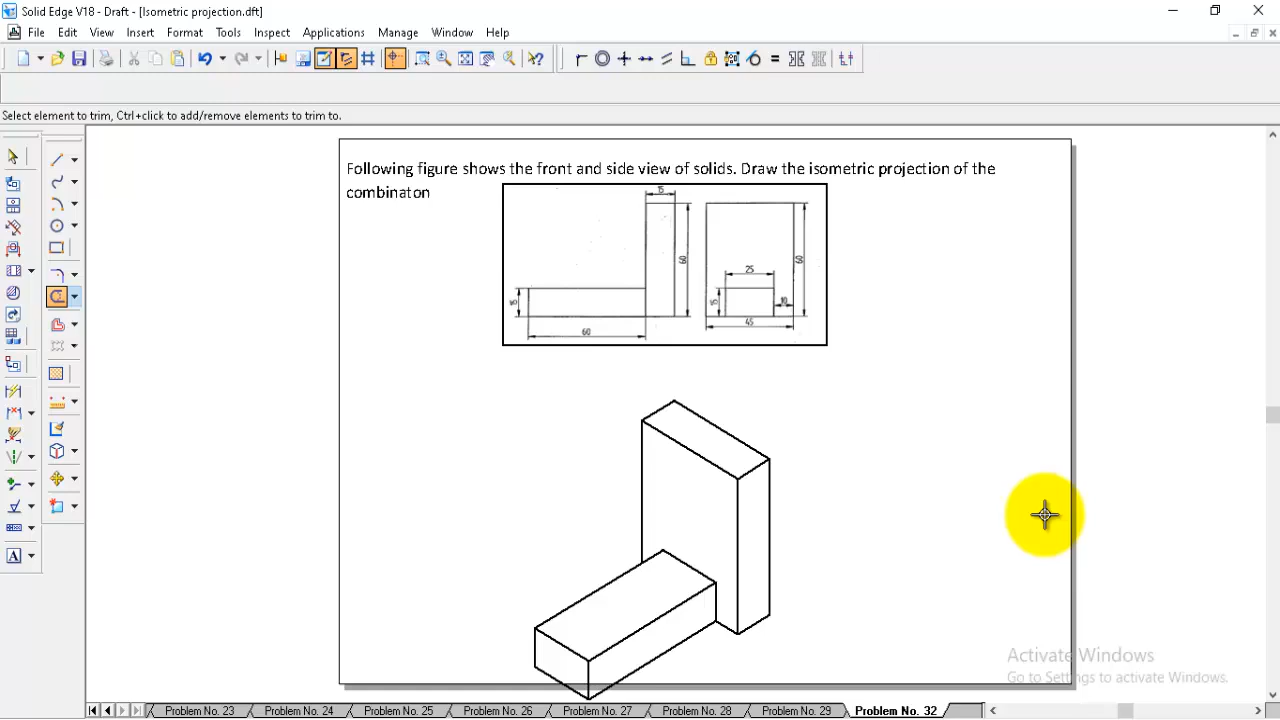 Solid Edge V18 - Draft - [Isometric projection.dft]
File Edit View Insert Format Tools Inspect Applications Manage Window Help
Select element to trim, Ctrl+click to add/remove elements to trim to.
Following figure shows the front and side view of solids. Draw the isometric projection of the
combinaton
15
60
15
60
60
25
15
10
45
Activate Windows
Go to Settings to activate Windows.
Problem No. 23 Problem No. 24 Problem No. 25 Problem No. 26 Problem No. 27 Problem No. 28 Problem No. 29 Problem No. 32